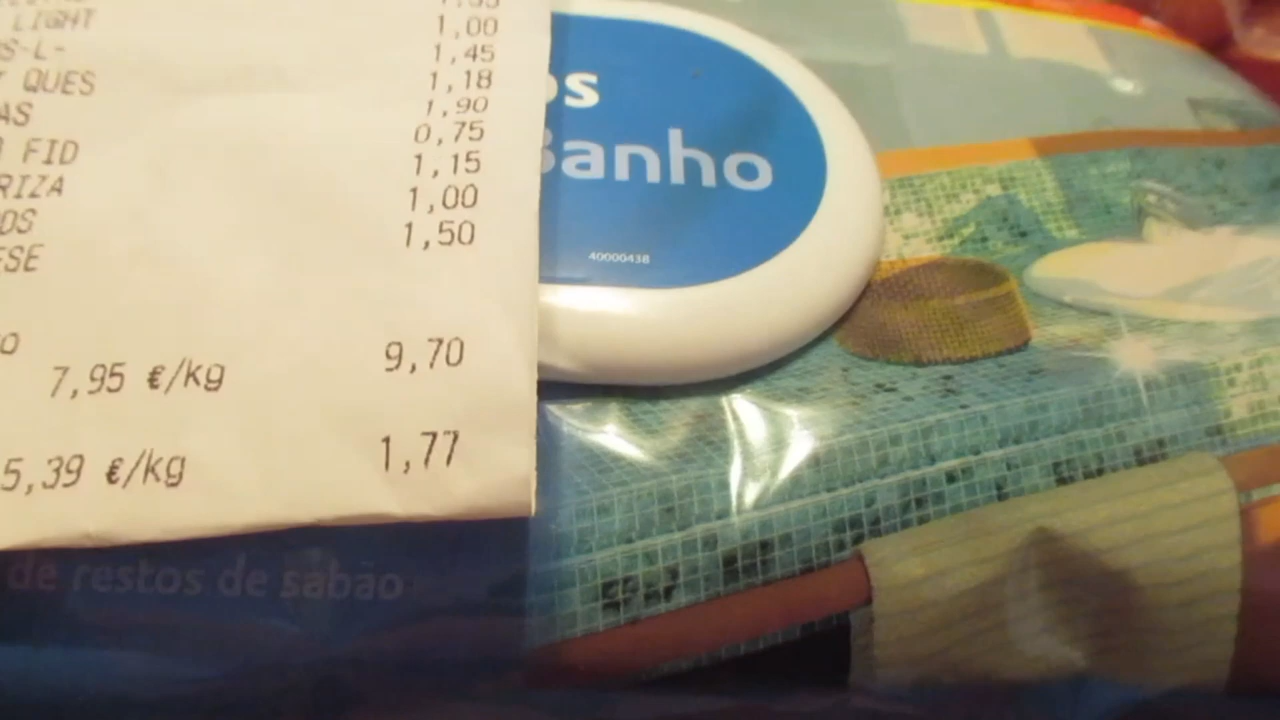 LIGHT 1,00
S-L- 1,45
QUES 1,18
AS 1,90
FID 0,75
RIZA 1,15
OS 1,00
ESE 1,50
O
7,95 €/kg 9,70
5,39 €/kg 1,77
os
Banho
40000438
de restos de sabão